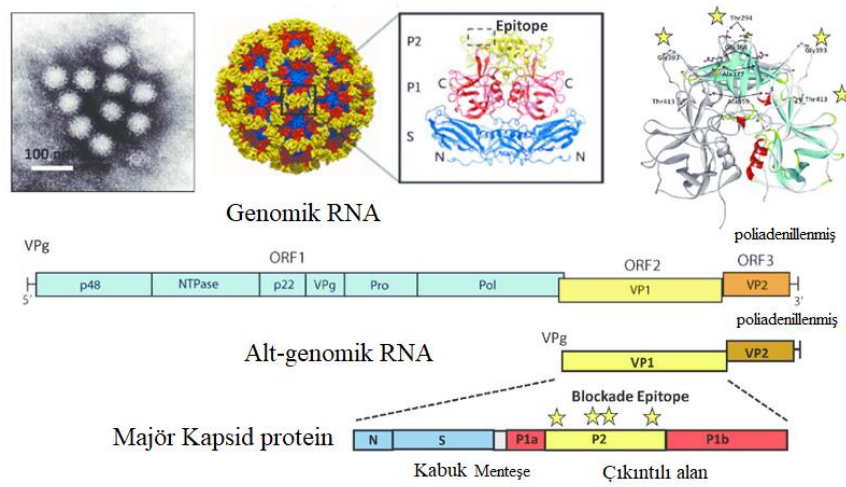 100 nm
P2
P1
S
Epitope
C
C
N
N
Thr294
Gly393
Gly393
Ala377
Thr413
Thr413
Genomik RNA
VPg
ORF1
ORF2
poliadenillenmiş
ORF3
p48
NTPase
p22
VPg
Pro
Pol
VP1
VP2
5'
3'
Alt-genomik RNA
VPg
poliadenillenmiş
VP1
VP2
Blockade Epitope
Majör Kapsid protein
N
S
P1a
P2
P1b
Kabuk
Menteşe
Çıkıntılı alan